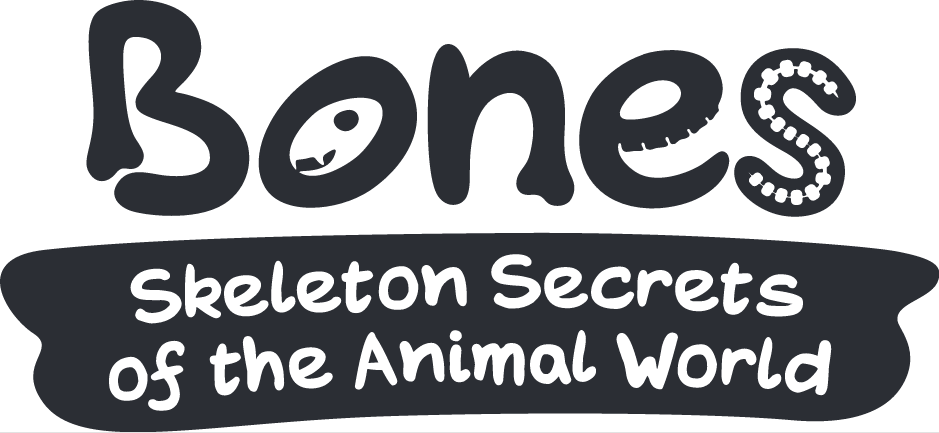 Bones
Skeleton Secrets
of the Animal World